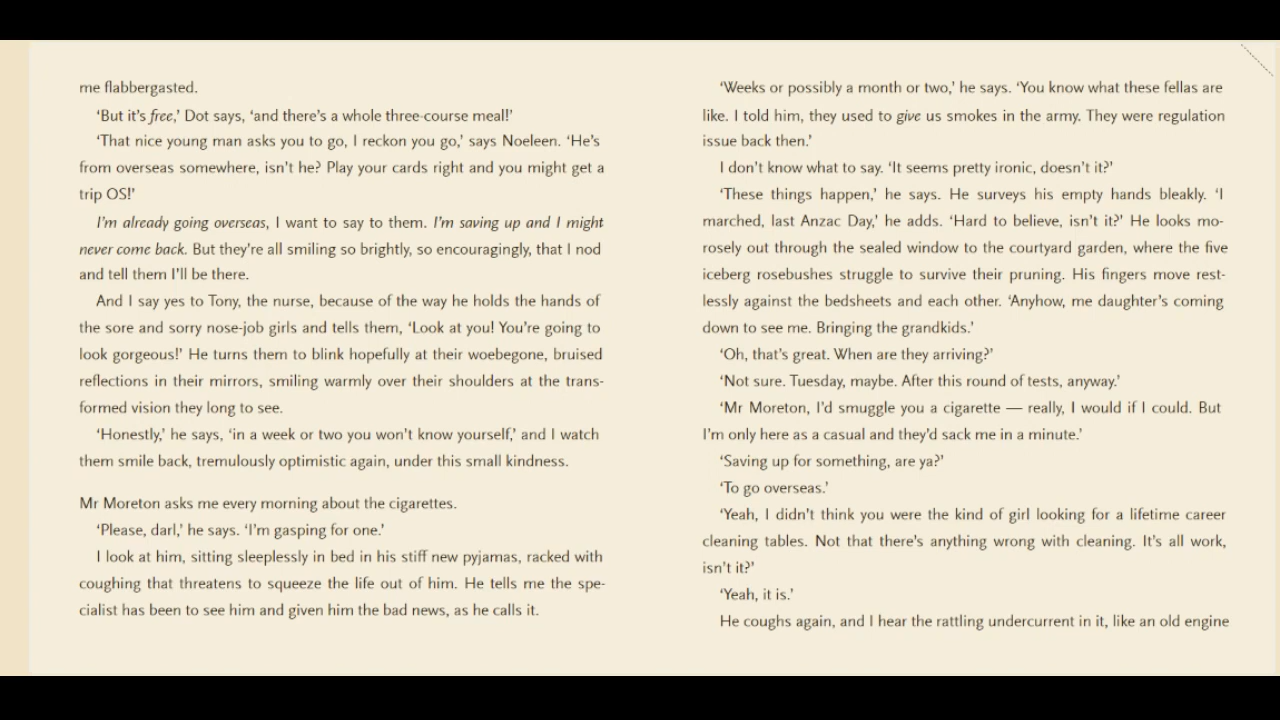 me flabbergasted.
‘But it’s free,’ Dot says, ‘and there’s a whole three-course meal!’
‘That nice young man asks you to go, I reckon you go,’ says Noeleen. ‘He’s
from overseas somewhere, isn’t he? Play your cards right and you might get a
trip OS!’
I’m already going overseas, I want to say to them. I’m saving up and I might
never come back. But they’re all smiling so brightly, so encouragingly, that I nod
and tell them I’ll be there.
And I say yes to Tony, the nurse, because of the way he holds the hands of
the sore and sorry nose-job girls and tells them, ‘Look at you! You’re going to
look gorgeous!’ He turns them to blink hopefully at their woebegone, bruised
reflections in their mirrors, smiling warmly over their shoulders at the trans-
formed vision they long to see.
‘Honestly,’ he says, ‘in a week or two you won’t know yourself,’ and I watch
them smile back, tremulously optimistic again, under this small kindness.
Mr Moreton asks me every morning about the cigarettes.
‘Please, darl,’ he says. ‘I’m gasping for one.’
I look at him, sitting sleeplessly in bed in his stiff new pyjamas, racked with
coughing that threatens to squeeze the life out of him. He tells me the spe-
cialist has been to see him and given him the bad news, as he calls it.
‘Weeks or possibly a month or two,’ he says. ‘You know what these fellas are
like. I told him, they used to give us smokes in the army. They were regulation
issue back then.’
I don’t know what to say. ‘It seems pretty ironic, doesn’t it?’
‘These things happen,’ he says. He surveys his empty hands bleakly. ‘I
marched, last Anzac Day,’ he adds. ‘Hard to believe, isn’t it?’ He looks mo-
rosely out through the sealed window to the courtyard garden, where the five
iceberg rosebushes struggle to survive their pruning. His fingers move rest-
lessly against the bedsheets and each other. ‘Anyhow, me daughter’s coming
down to see me. Bringing the grandkids.’
‘Oh, that’s great. When are they arriving?’
‘Not sure. Tuesday, maybe. After this round of tests, anyway.’
‘Mr Moreton, I’d smuggle you a cigarette — really, I would if I could. But
I’m only here as a casual and they’d sack me in a minute.’
‘Saving up for something, are ya?’
‘To go overseas.’
‘Yeah, I didn’t think you were the kind of girl looking for a lifetime career
cleaning tables. Not that there’s anything wrong with cleaning. It’s all work,
isn’t it?’
‘Yeah, it is.’
He coughs again, and I hear the rattling undercurrent in it, like an old engine